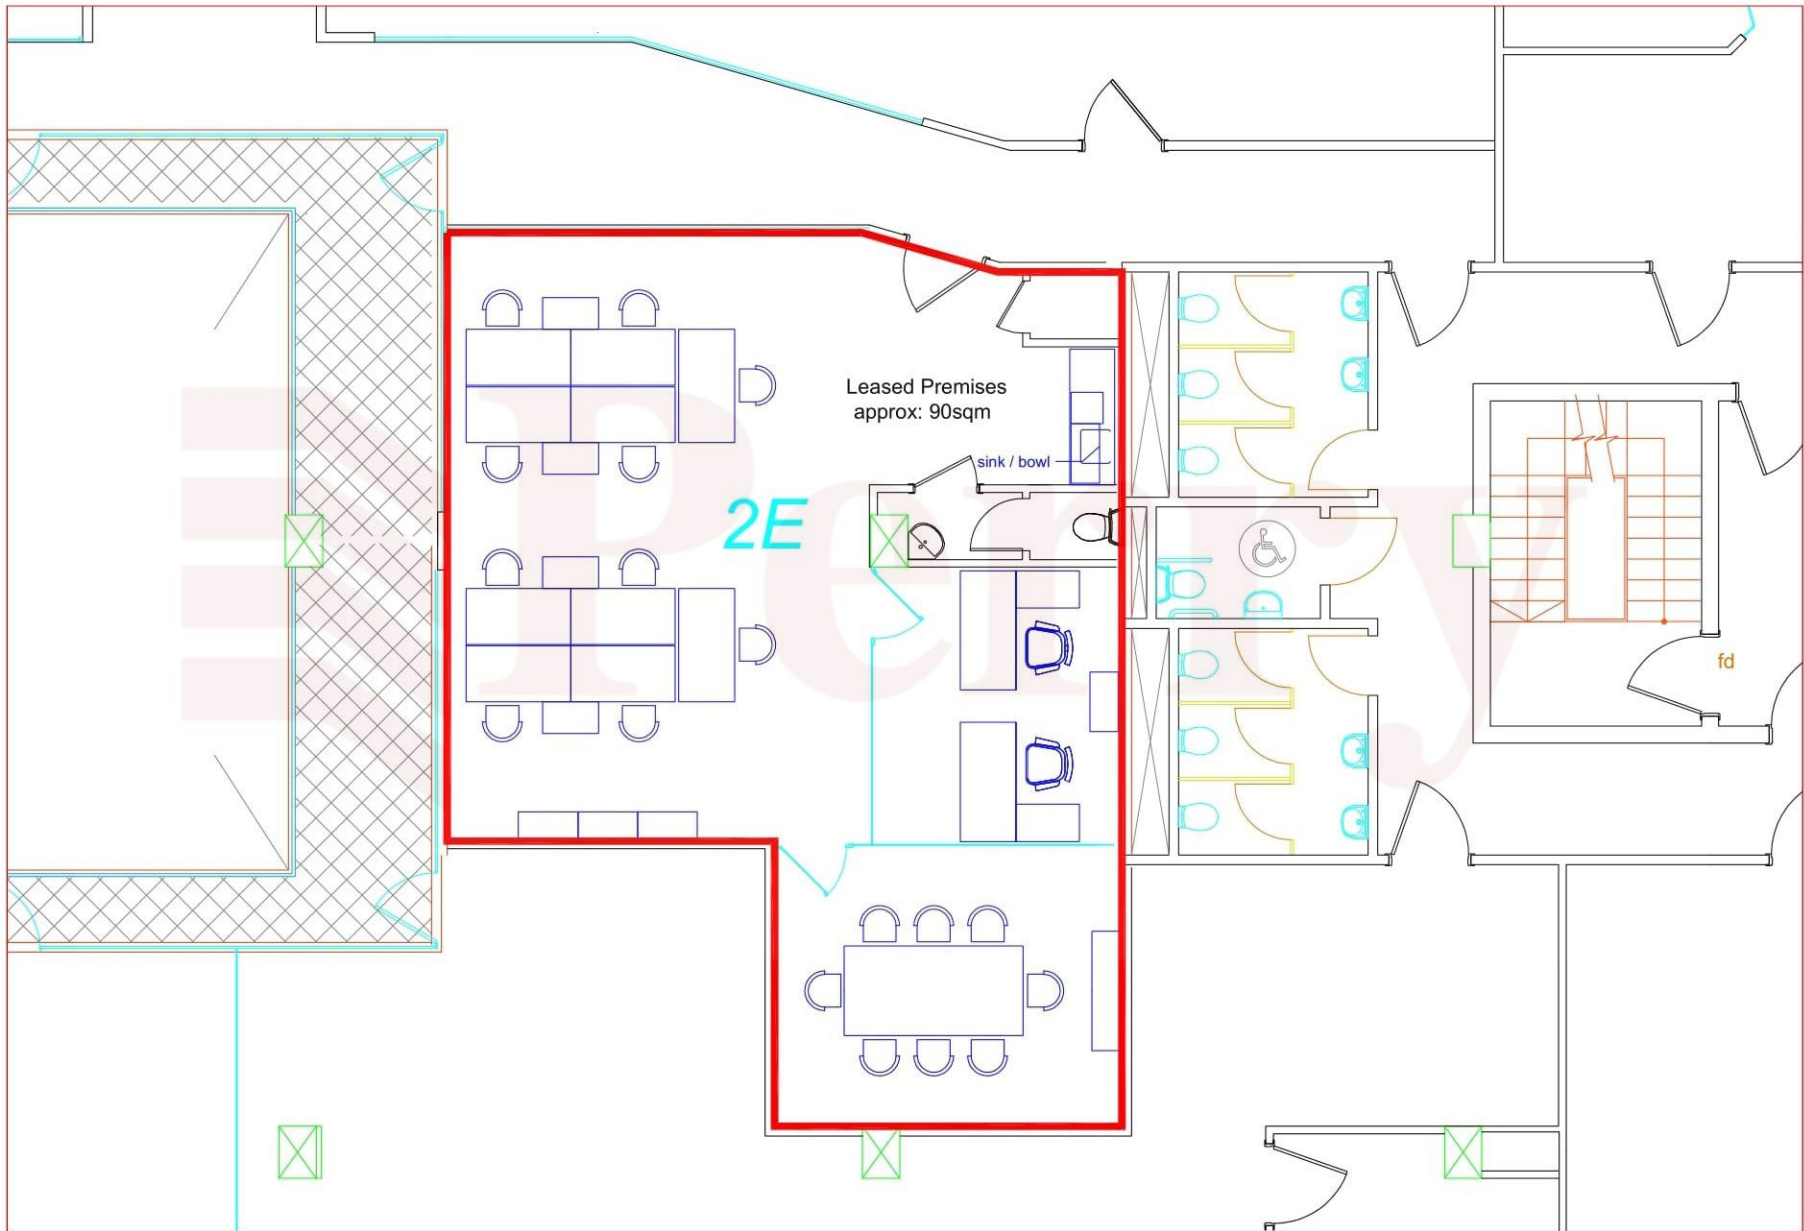 Leased Premises
approx: 90sqm
sink / bowl
2E
fd
Perry